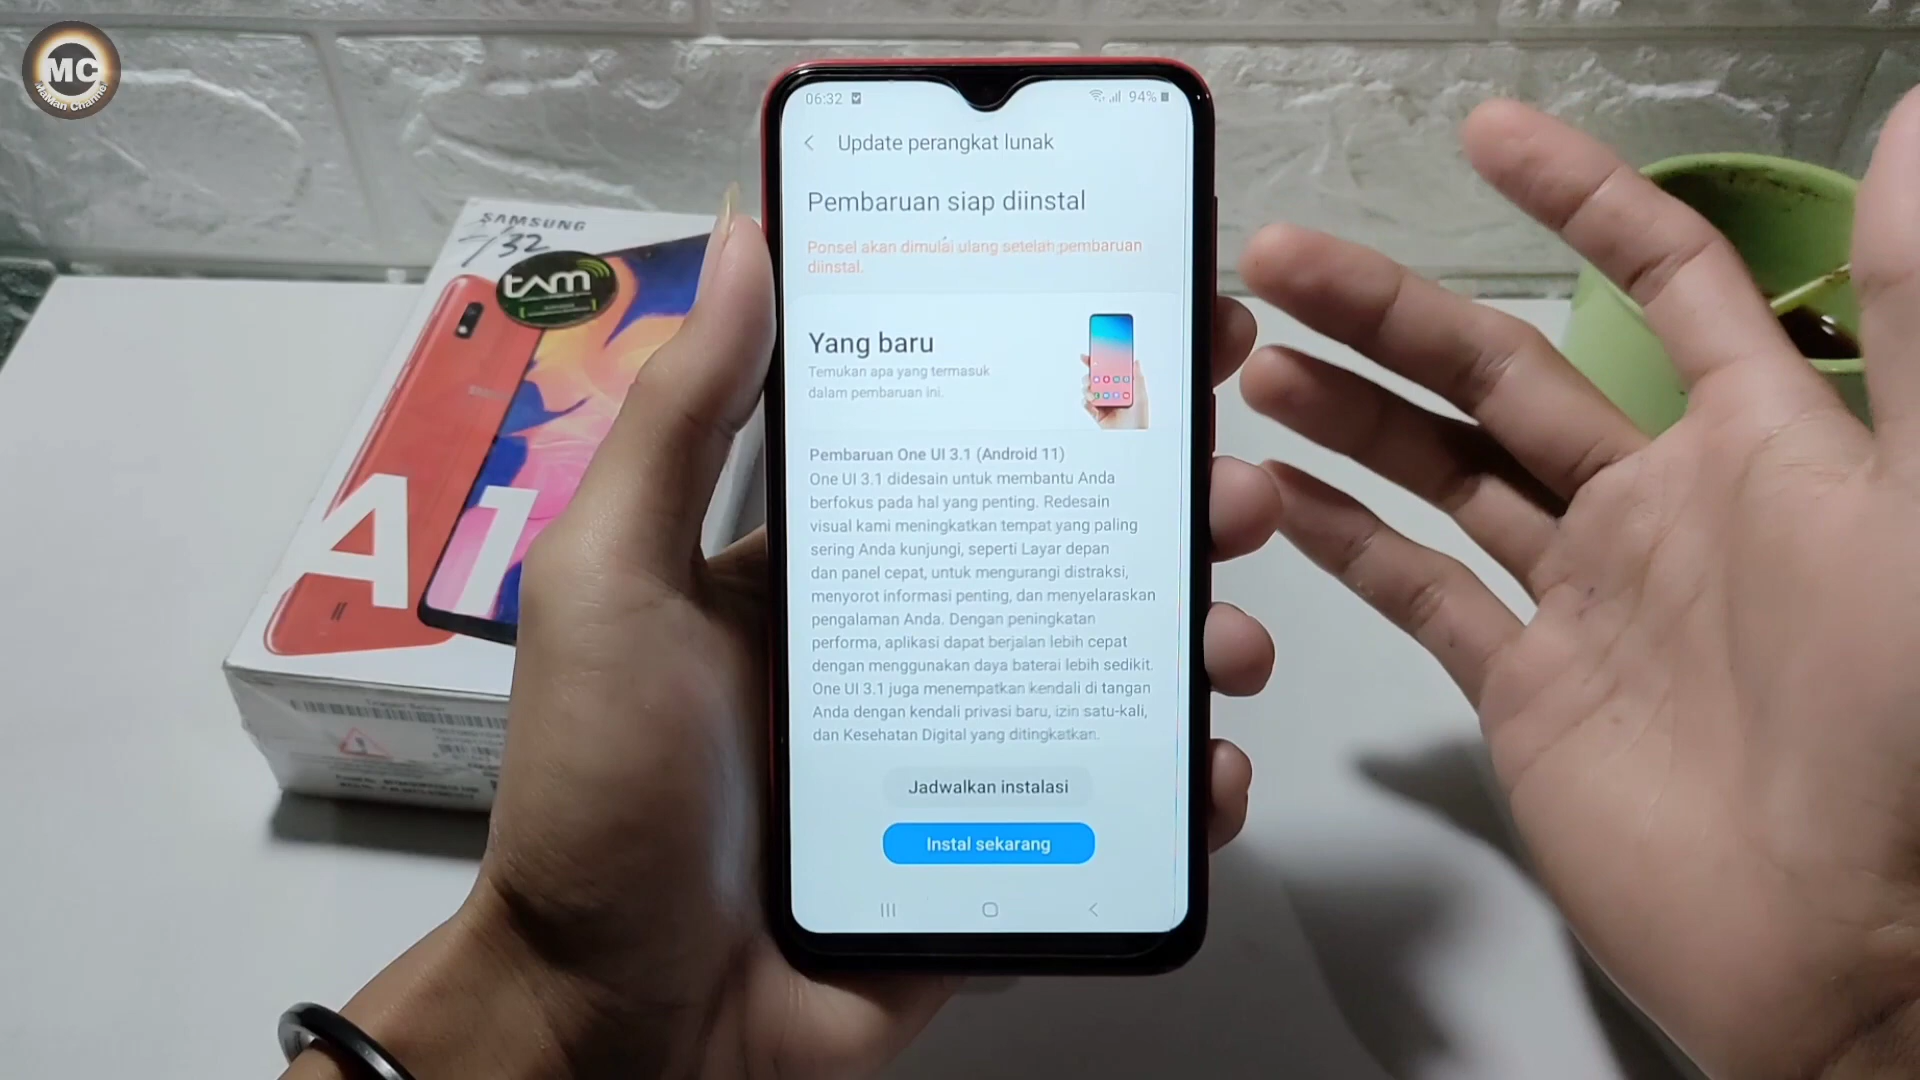 MC
MaMan Channel
06:32
94%
Update perangkat lunak
Pembaruan siap diinstal
Ponsel akan dimulai ulang setelah pembaruan
diinstal.
Yang baru
Temukan apa yang termasuk
dalam pembaruan ini.
Pembaruan One UI 3.1 (Android 11)
One UI 3.1 didesain untuk membantu Anda
berfokus pada hal yang penting. Redesain
visual kami meningkatkan tempat yang paling
sering Anda kunjungi, seperti Layar depan
dan panel cepat, untuk mengurangi distraksi,
menyorot informasi penting, dan menyelaraskan
pengalaman Anda. Dengan peningkatan
performa, aplikasi dapat berjalan lebih cepat
dengan menggunakan daya baterai lebih sedikit.
One UI 3.1 juga menempatkan kendali di tangan
Anda dengan kendali privasi baru, izin satu-kali,
dan Kesehatan Digital yang ditingkatkan.
Jadwalkan instalasi
Instal sekarang
SAMSUNG
/32
tam
A1